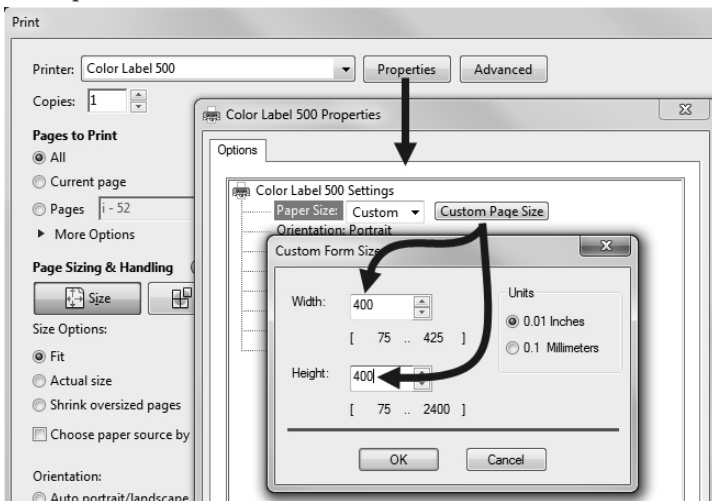 Print
Printer: Color Label 500 Properties Advanced
Copies: 1
Color Label 500 Properties
Pages to Print
Options
All
Current page
Color Label 500 Settings
Pages i - 52
Paper Size: Custom Custom Page Size
More Options
Orientation: Portrait
Custom Form Size
Page Sizing & Handling
Size
Width: 400
Units
0.01 Inches
[ 75 .. 425 ]
0.1 Millimeters
Size Options:
Fit
Height: 400
Actual size
Shrink oversized pages
[ 75 .. 2400 ]
Choose paper source by
OK Cancel
Orientation:
Auto portrait/landscape